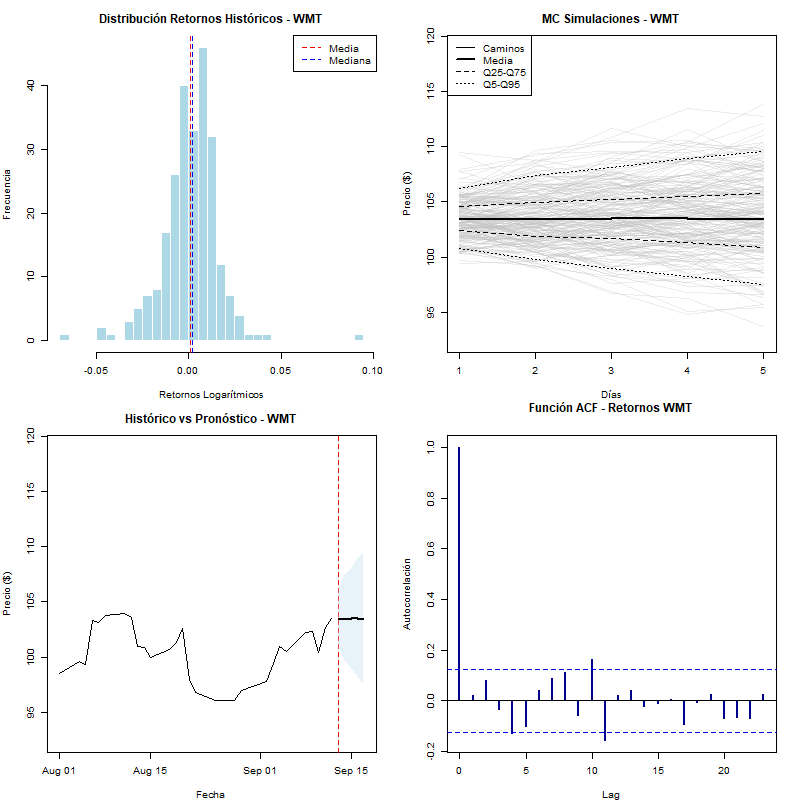 Distribución Retornos Históricos - WMT
Frecuencia
40
30
20
10
0
Media
Mediana
-0.05
0.00
0.05
0.10
Retornos Logarítmicos
MC Simulaciones - WMT
Precio ($)
120
115
110
105
100
95
Caminos
Media
Q25-Q75
Q5-Q95
1
2
3
4
5
Días
Histórico vs Pronóstico - WMT
Precio ($)
120
115
110
105
100
95
Aug 01
Aug 15
Sep 01
Sep 15
Fecha
Función ACF - Retornos WMT
Autocorrelación
1.0
0.8
0.6
0.4
0.2
0.0
-0.2
0
5
10
15
20
Lag